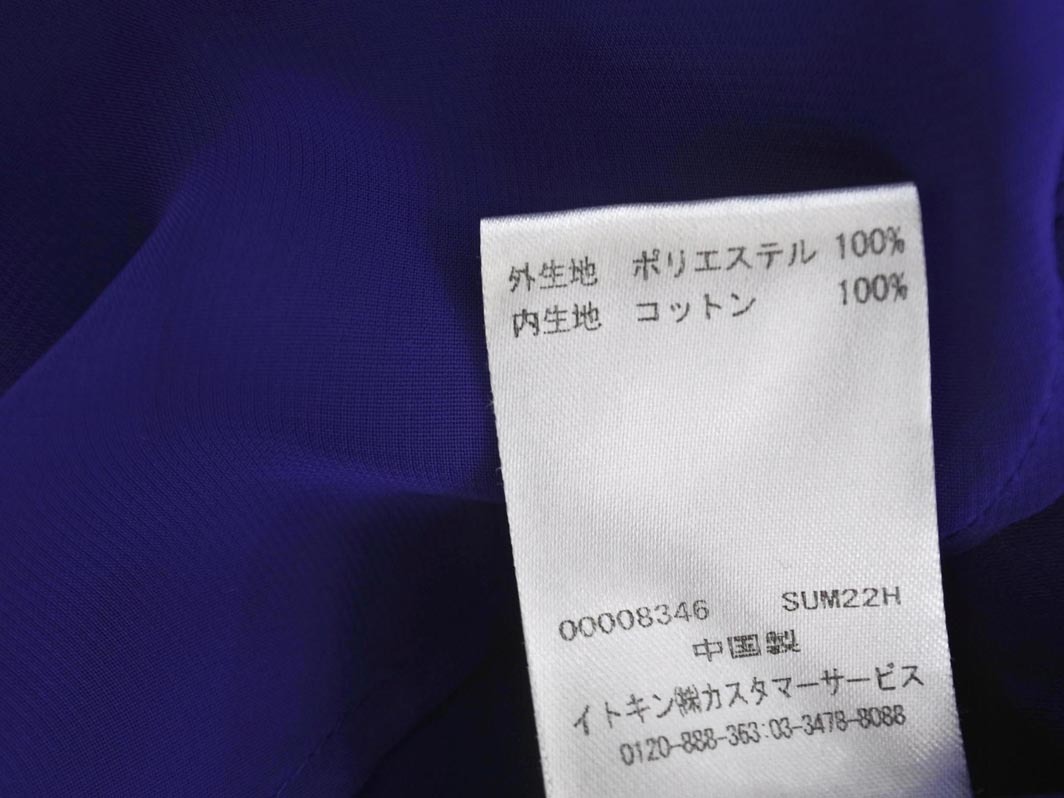 外生地 ポリエステル 100%
内生地 コットン 100%
00008346 SUM22H
中国製
イトキン㈱カスタマーサービス
0120-888-363:03-3478-8088